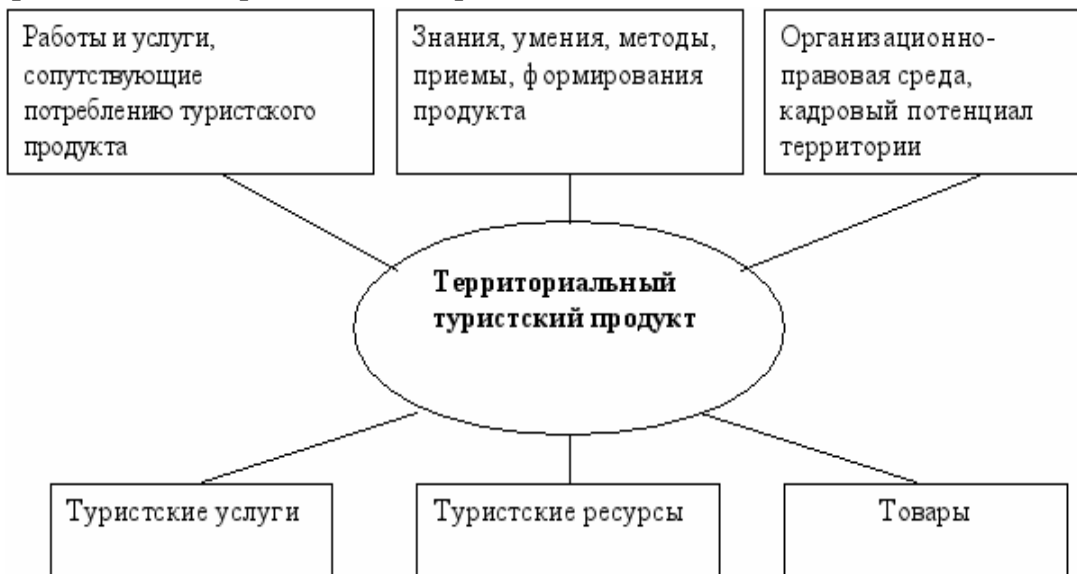 Работы и услуги,
сопутствующие
потреблению туристского
продукта
Знания, умения, методы,
приемы, формирования
продукта
Организационно-
правовая среда,
кадровый потенциал
территории
Территориальный
туристский продукт
Туристские услуги
Туристские ресурсы
Товары